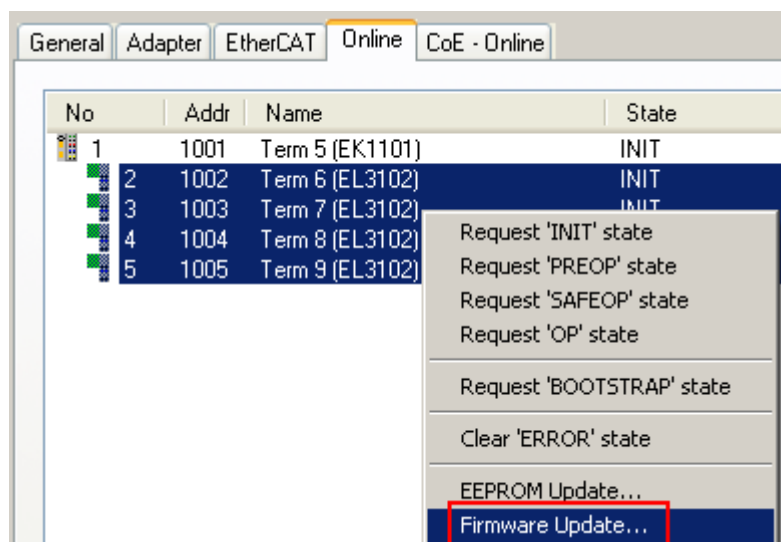 General Adapter EtherCAT Online CoE - Online
No Addr Name State
1 1001 Term 5 (EK1101) INIT
2 1002 Term 6 (EL3102) INIT
3 1003 Term 7 (EL3102) INIT
4 1004 Term 8 (EL3102)
5 1005 Term 9 (EL3102)
Request 'INIT' state
Request 'PREOP' state
Request 'SAFEOP' state
Request 'OP' state
Request 'BOOTSTRAP' state
Clear 'ERROR' state
EEPROM Update...
Firmware Update...